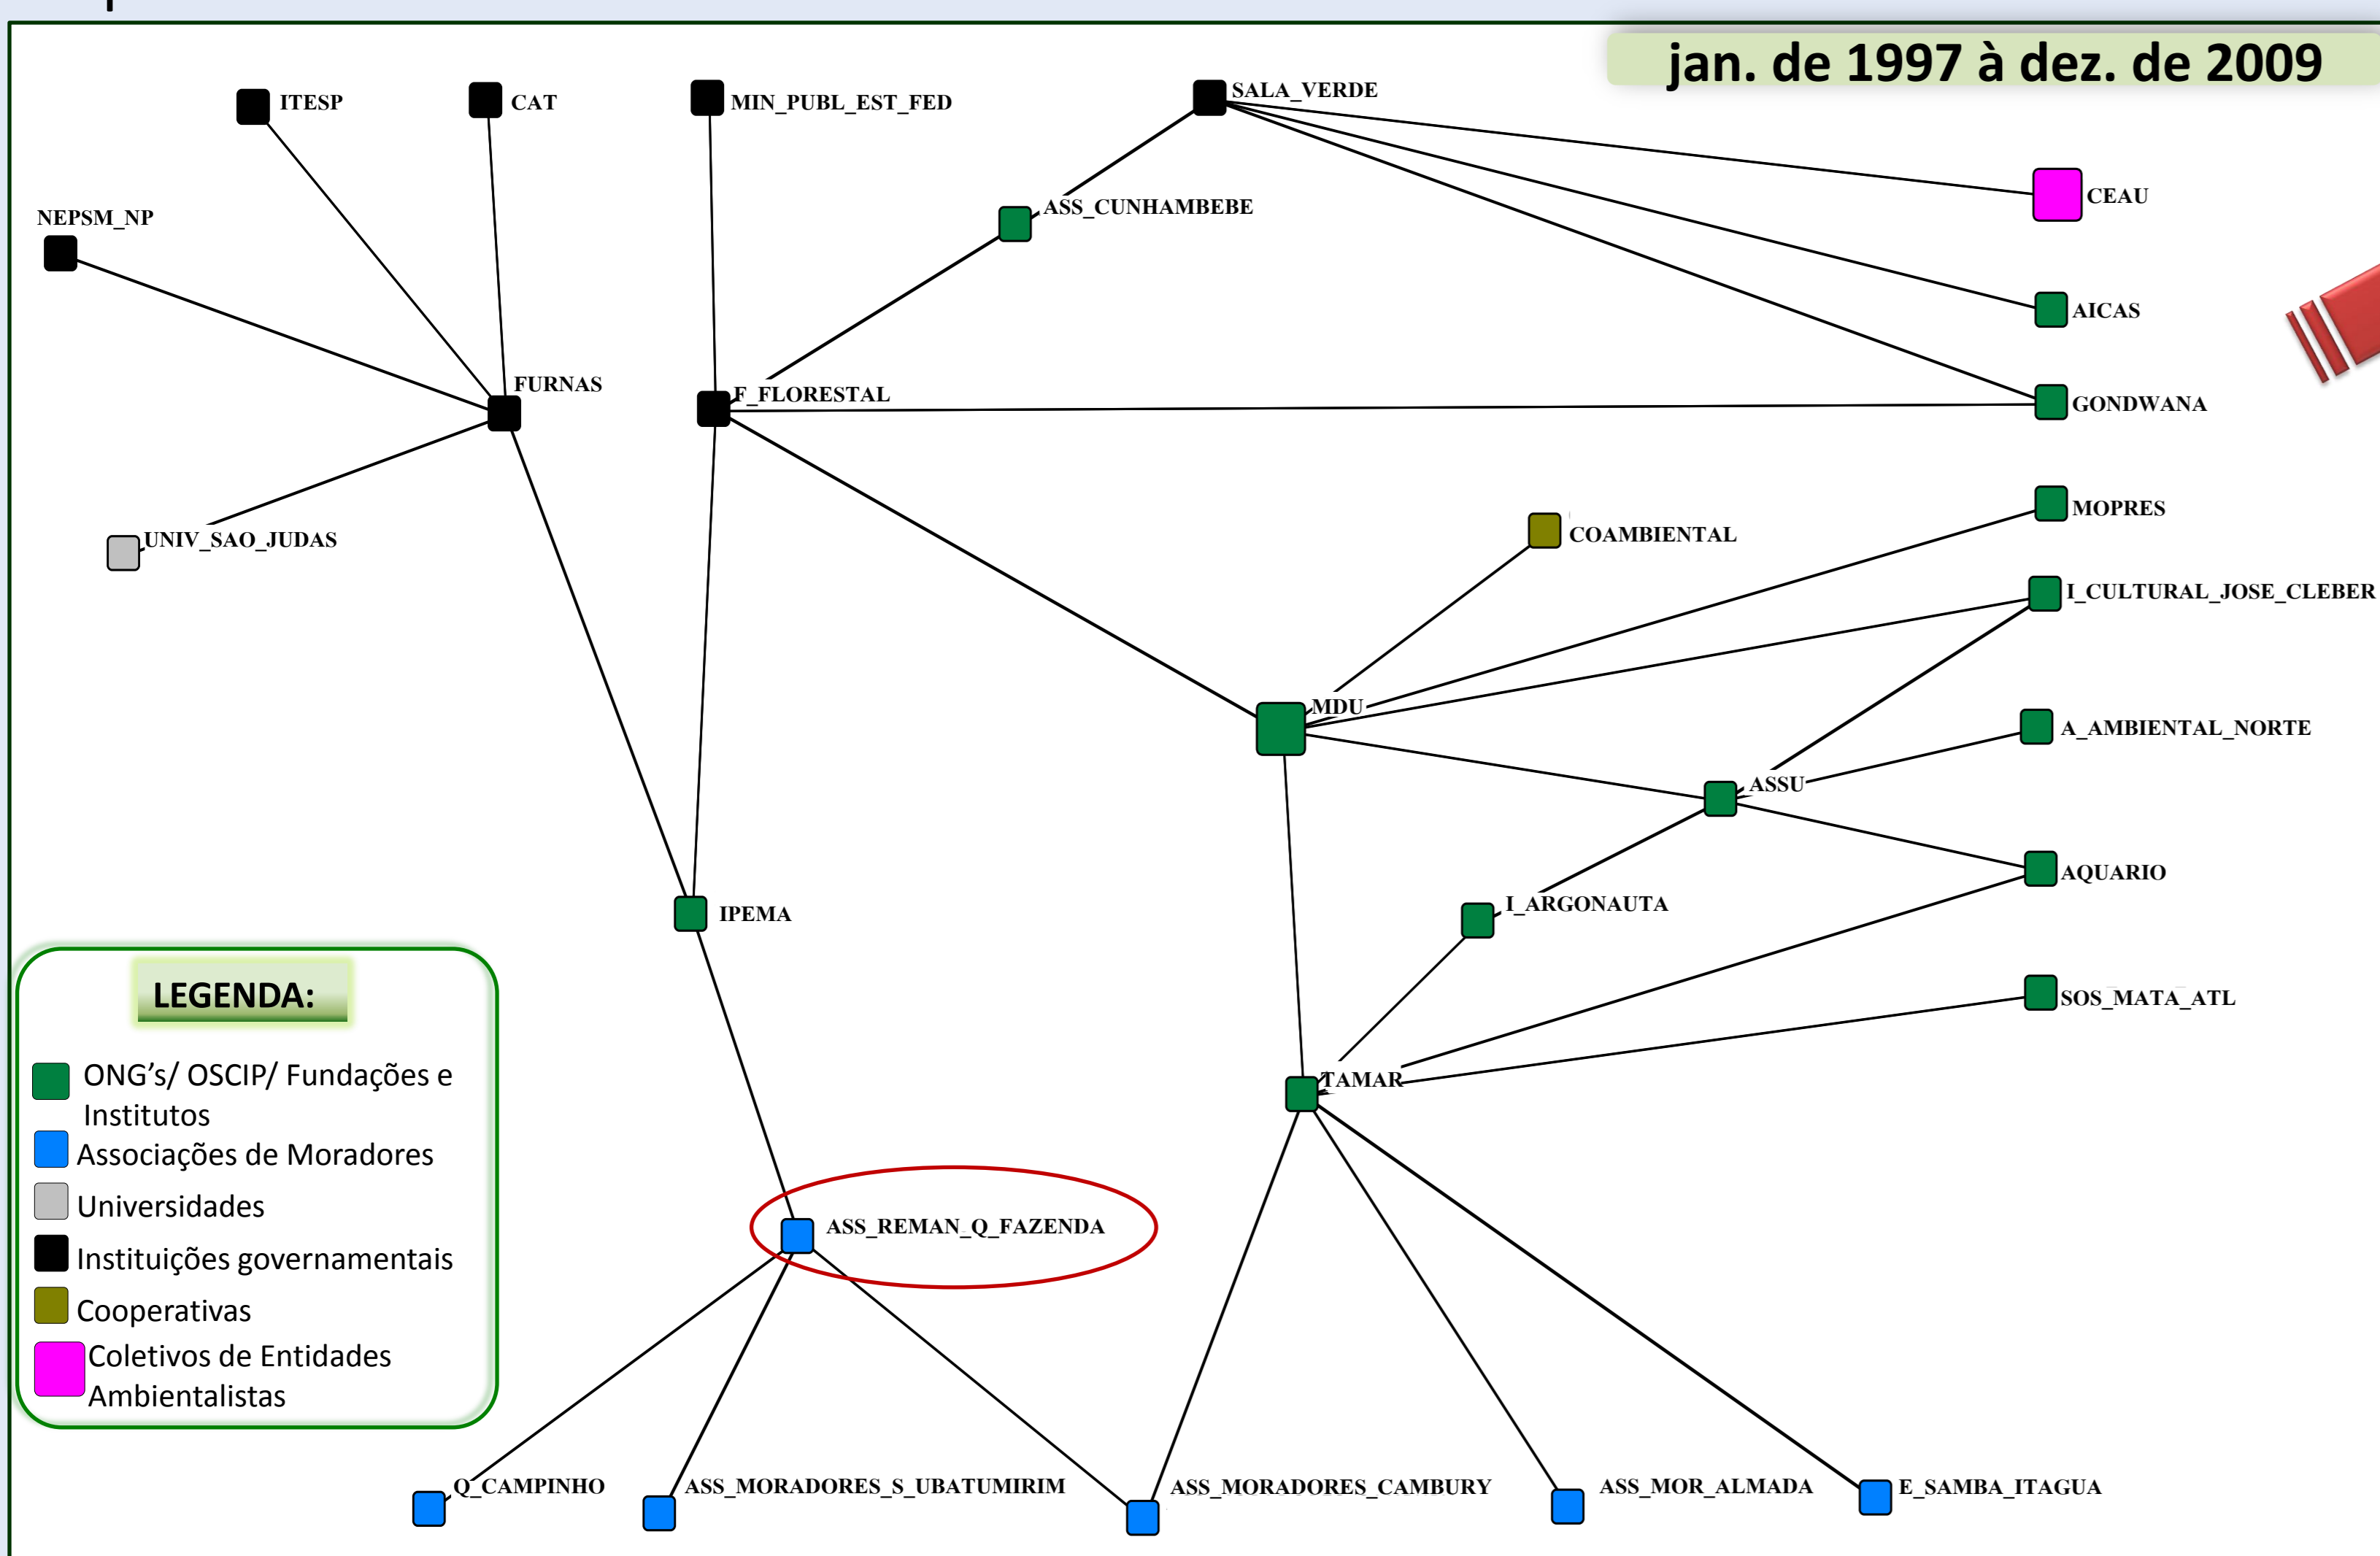 jan. de 1997 à dez. de 2009
ITESP
CAT
MIN_PUBL_EST_FED
SALA_VERDE
CEAU
ASS_CUNHAMBEBE
NEPSM_NP
AICAS
FURNAS
F_FLORESTAL
GONDWANA
MOPRES
COAMBIENTAL
UNIV_SAO_JUDAS
I_CULTURAL_JOSE_CLEBER
MDU
A_AMBIENTAL_NORTE
ASSU
AQUARIO
I_ARGONAUTA
IPEMA
SOS_MATA_ATL
TAMAR
LEGENDA:
ONG's/ OSCIP/ Fundações e
Institutos
Associações de Moradores
Universidades
Instituições governamentais
Cooperativas
Coletivos de Entidades
Ambientalistas
ASS_REMAN_Q_FAZENDA
Q_CAMPINHO
ASS_MORADORES_S_UBATUMIRIM
ASS_MORADORES_CAMBURY
ASS_MOR_ALMADA
E_SAMBA_ITAGUA